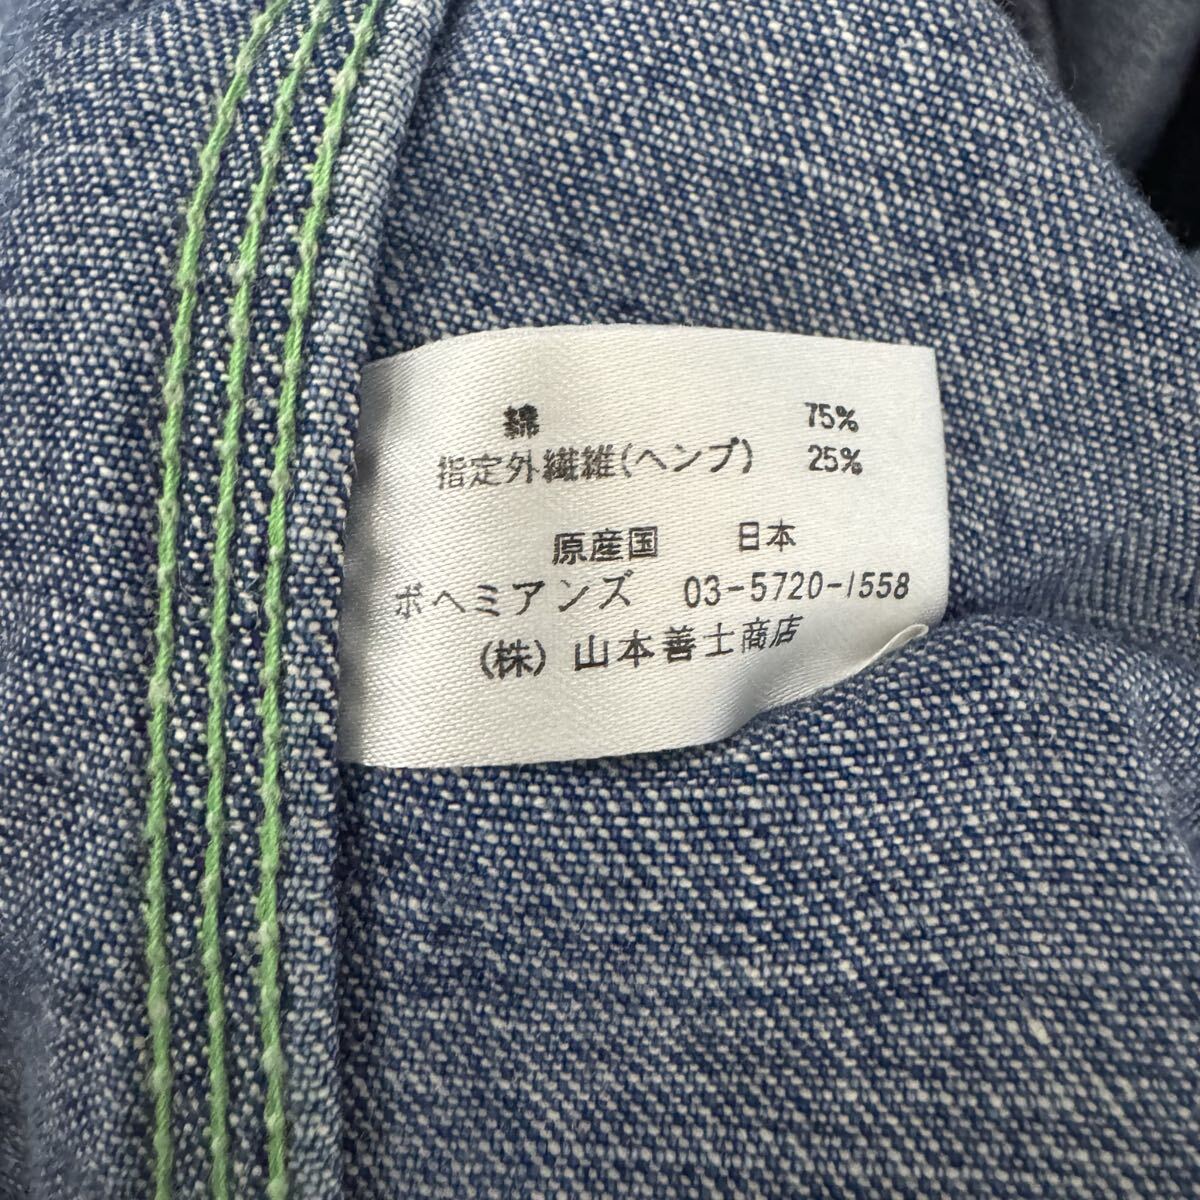 綿 75%
指定外繊維(ヘンプ) 25%
原産国 日本
ボヘミアンズ 03-5720-1558
(株) 山本善士商店